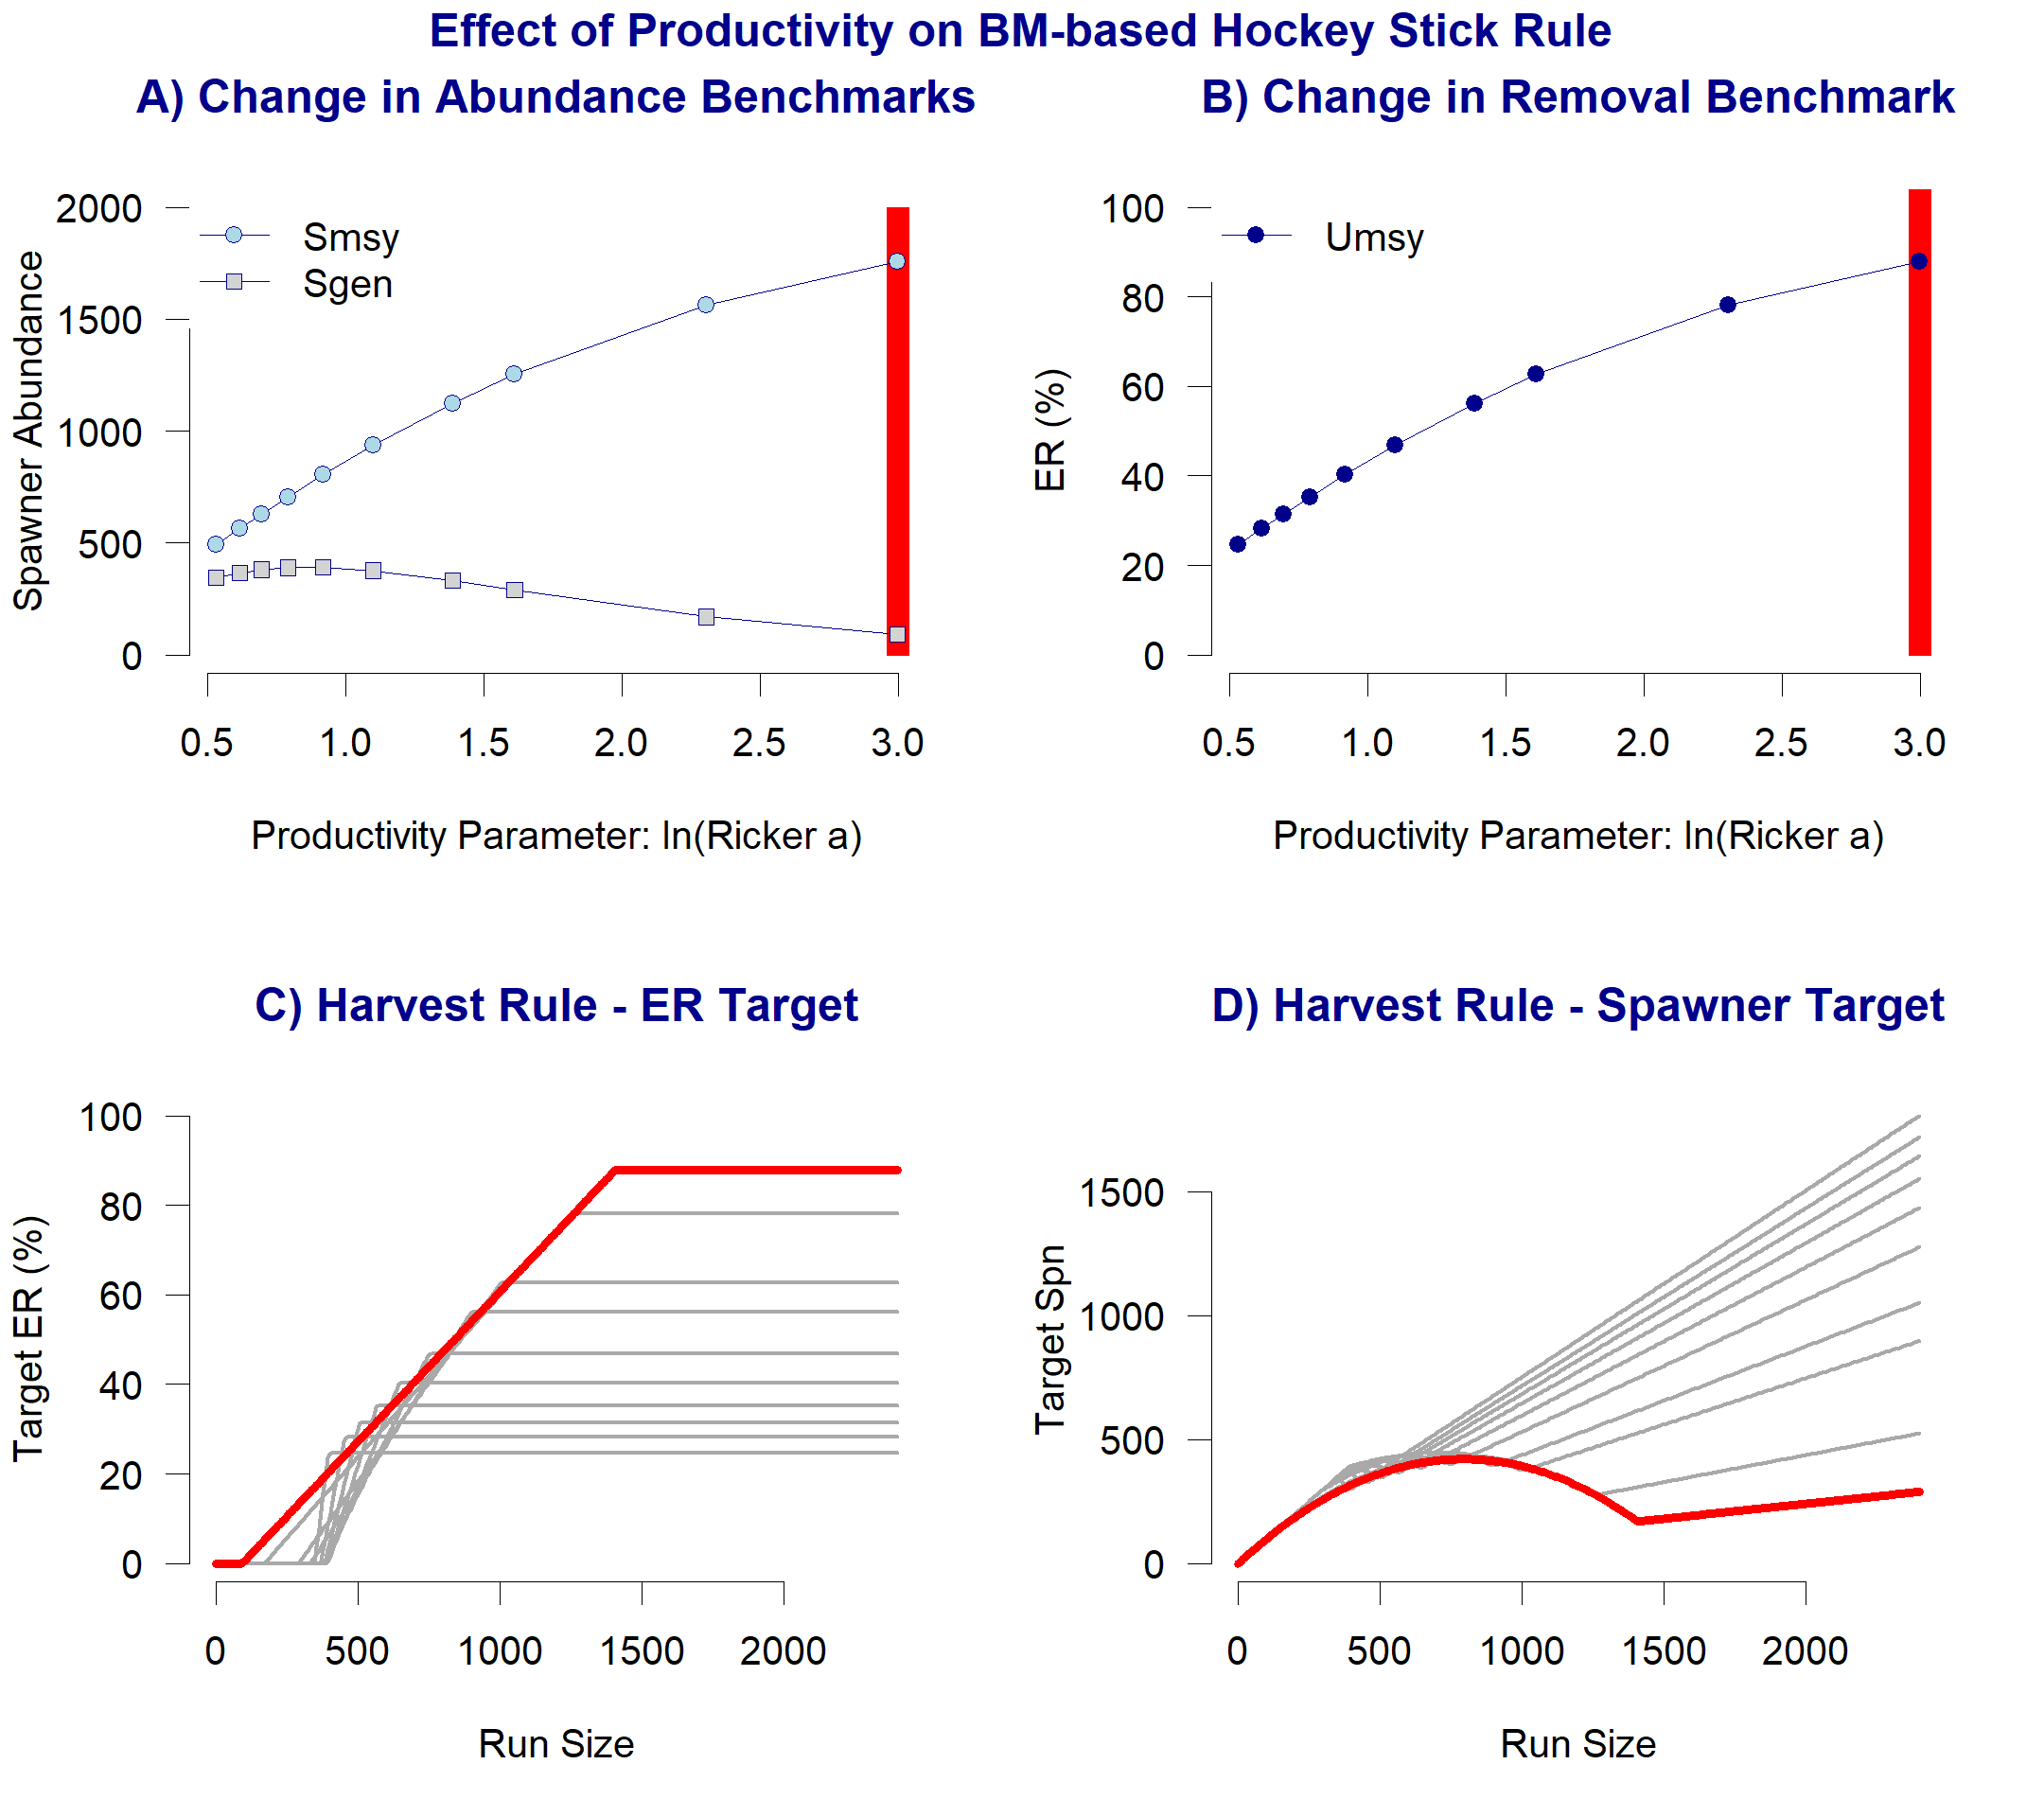 Effect of Productivity on BM-based Hockey Stick Rule
A) Change in Abundance Benchmarks
Spawner Abundance
2000
1500
1000
500
0
Smsy
Sgen
0.5 1.0 1.5 2.0 2.5 3.0
Productivity Parameter: ln(Ricker a)
B) Change in Removal Benchmark
ER (%)
100
80
60
40
20
0
Umsy
0.5 1.0 1.5 2.0 2.5 3.0
Productivity Parameter: ln(Ricker a)
C) Harvest Rule - ER Target
Target ER (%)
100
80
60
40
20
0
0 500 1000 1500 2000
Run Size
D) Harvest Rule - Spawner Target
Target Spn
1500
1000
500
0
0 500 1000 1500 2000
Run Size